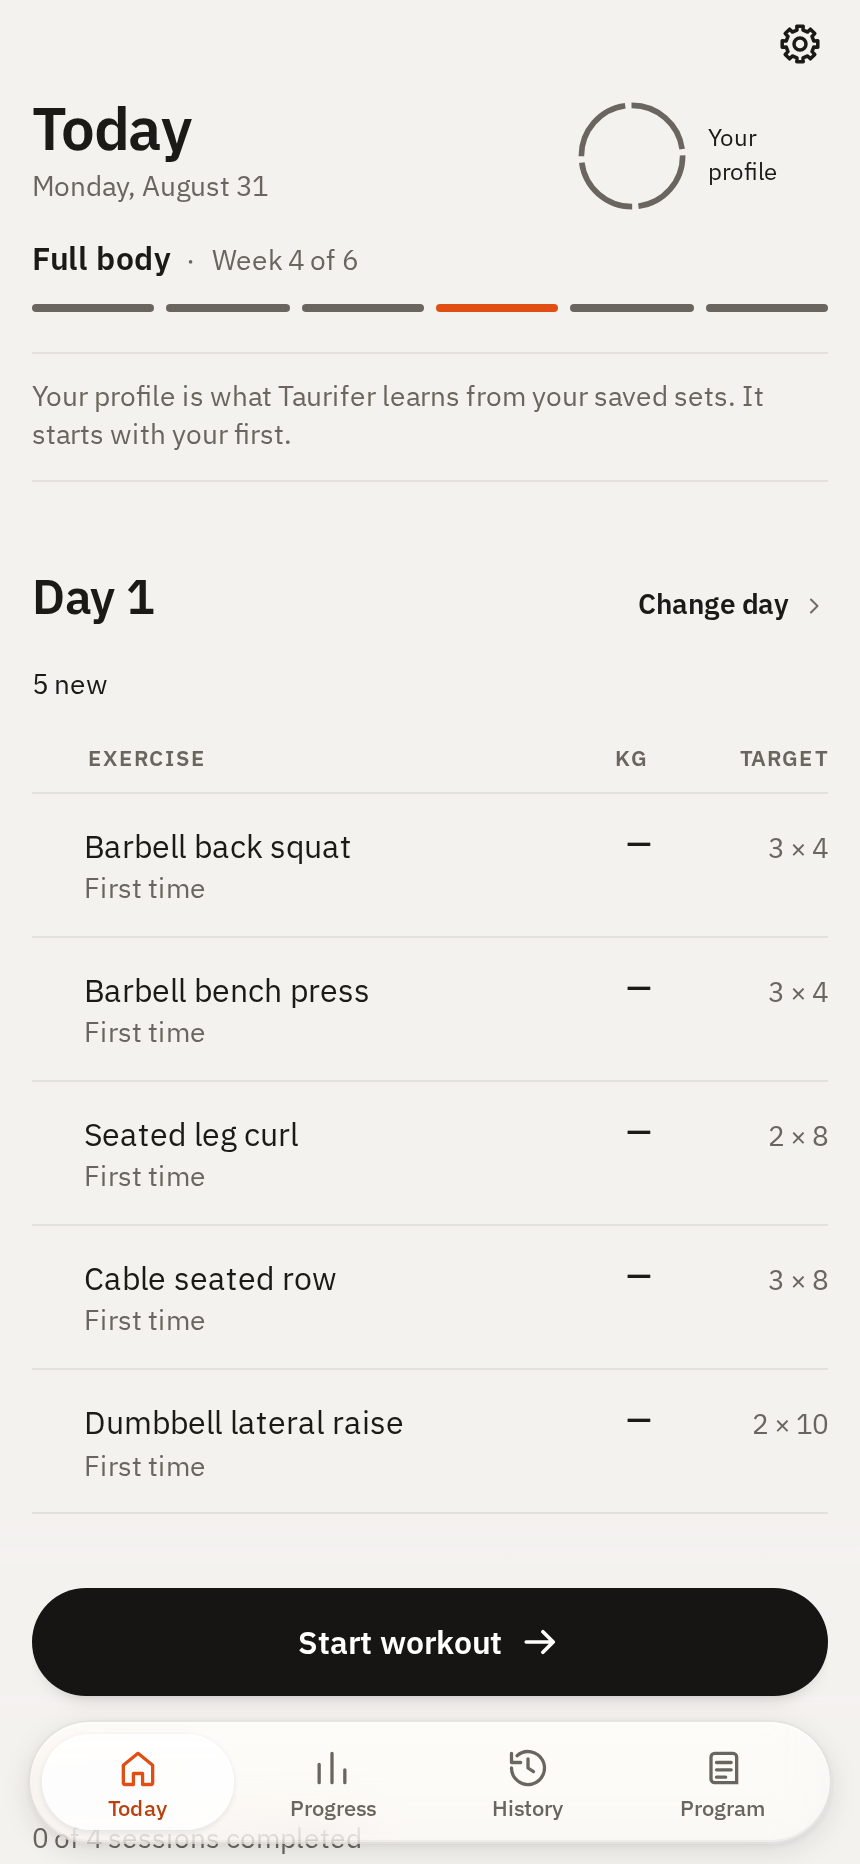 Today
Monday, August 31
Your
profile
Full body · Week 4 of 6
Your profile is what Taurifer learns from your saved sets. It
starts with your first.
Day 1
Change day
5 new
EXERCISE KG TARGET
Barbell back squat — 3 × 4
First time
Barbell bench press — 3 × 4
First time
Seated leg curl — 2 × 8
First time
Cable seated row — 3 × 8
First time
Dumbbell lateral raise — 2 × 10
First time
Start workout
Today Progress History Program
0 of 4 sessions completed